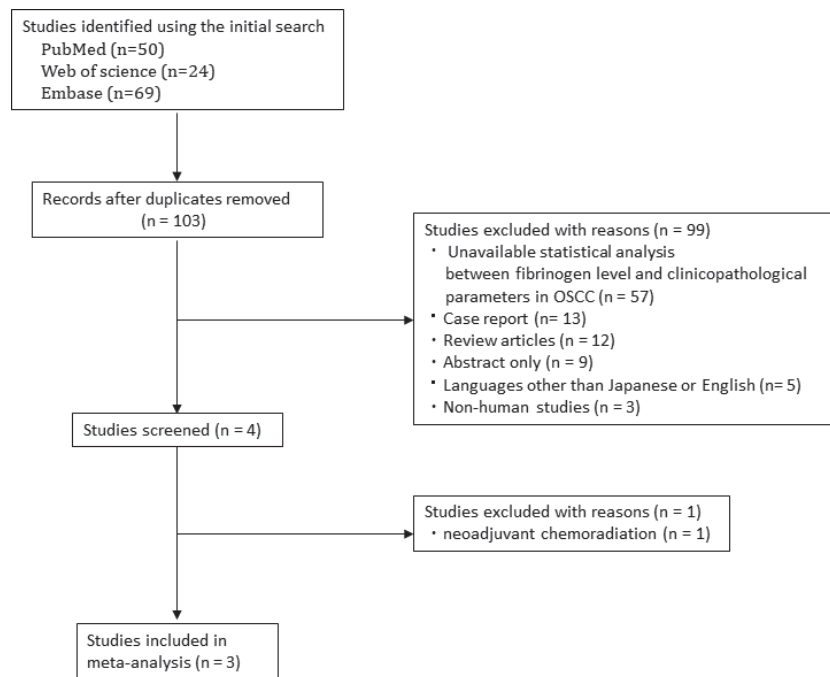 Studies identified using the initial search
PubMed (n=50)
Web of science (n=24)
Embase (n=69)
Records after duplicates removed
(n = 103)
Studies excluded with reasons (n = 99)
・ Unavailable statistical analysis
between fibrinogen level and clinicopathological
parameters in OSCC (n = 57)
・Case report (n= 13)
・Review articles (n = 12)
・Abstract only (n = 9)
・Languages other than Japanese or English (n= 5)
・Non-human studies (n = 3)
Studies screened (n = 4)
Studies excluded with reasons (n = 1)
・neoadjuvant chemoradiation (n = 1)
Studies included in
meta-analysis (n = 3)